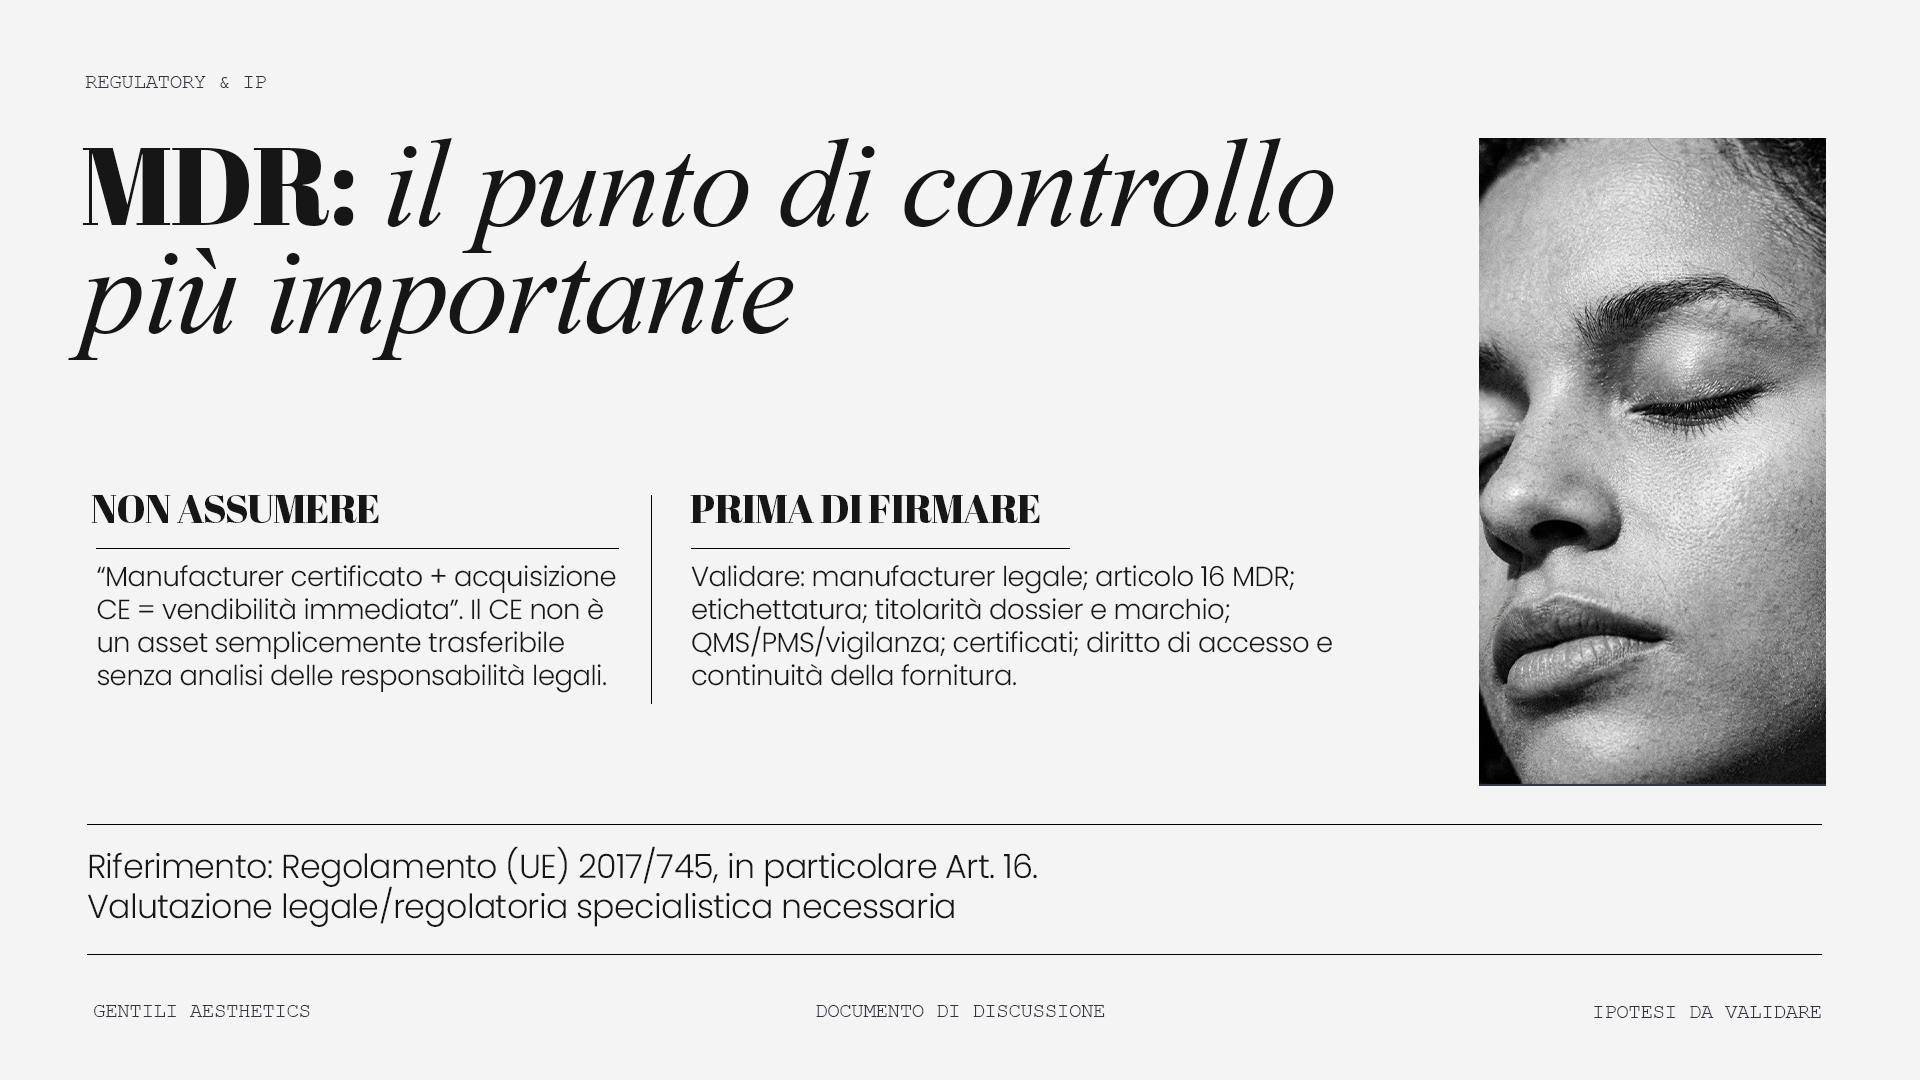 REGULATORY & IP
MDR: il punto di controllo
più importante
NON ASSUMERE
“Manufacturer certificato + acquisizione
CE = vendibilità immediata”. Il CE non è
un asset semplicemente trasferibile
senza analisi delle responsabilità legali.
PRIMA DI FIRMARE
Validare: manufacturer legale; articolo 16 MDR;
etichettatura; titolarità dossier e marchio;
QMS/PMS/vigilanza; certificati; diritto di accesso e
continuità della fornitura.
Riferimento: Regolamento (UE) 2017/745, in particolare Art. 16.
Valutazione legale/regolatoria specialistica necessaria
GENTILI AESTHETICS
DOCUMENTO DI DISCUSSIONE
IPOTESI DA VALIDARE